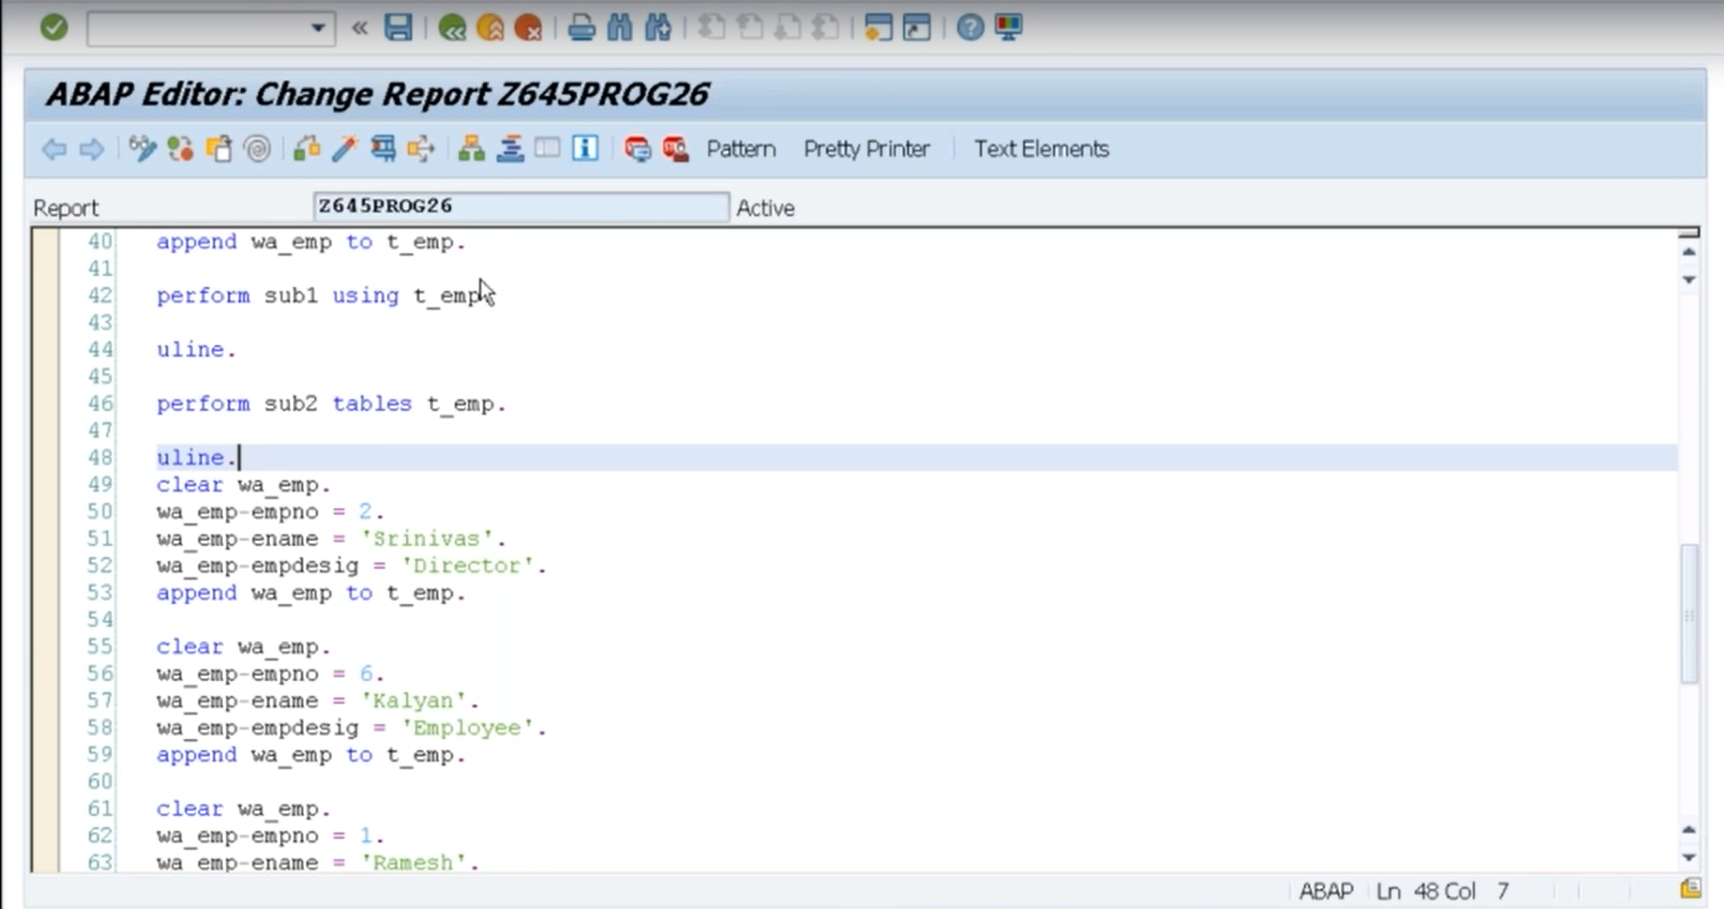 ABAP Editor: Change Report Z645PROG26
Pattern Pretty Printer Text Elements
Report Z645PROG26 Active
40 append wa_emp to t_emp.
41
42 perform sub1 using t_emp
43
44 uline.
45
46 perform sub2 tables t_emp.
47
48 uline.
49 clear wa_emp.
50 wa_emp-empno = 2.
51 wa_emp-ename = 'Srinivas'.
52 wa_emp-empdesig = 'Director'.
53 append wa_emp to t_emp.
54
55 clear wa_emp.
56 wa_emp-empno = 6.
57 wa_emp-ename = 'Kalyan'.
58 wa_emp-empdesig = 'Employee'.
59 append wa_emp to t_emp.
60
61 clear wa_emp.
62 wa_emp-empno = 1.
63 wa_emp-ename = 'Ramesh'.
ABAP Ln 48 Col 7